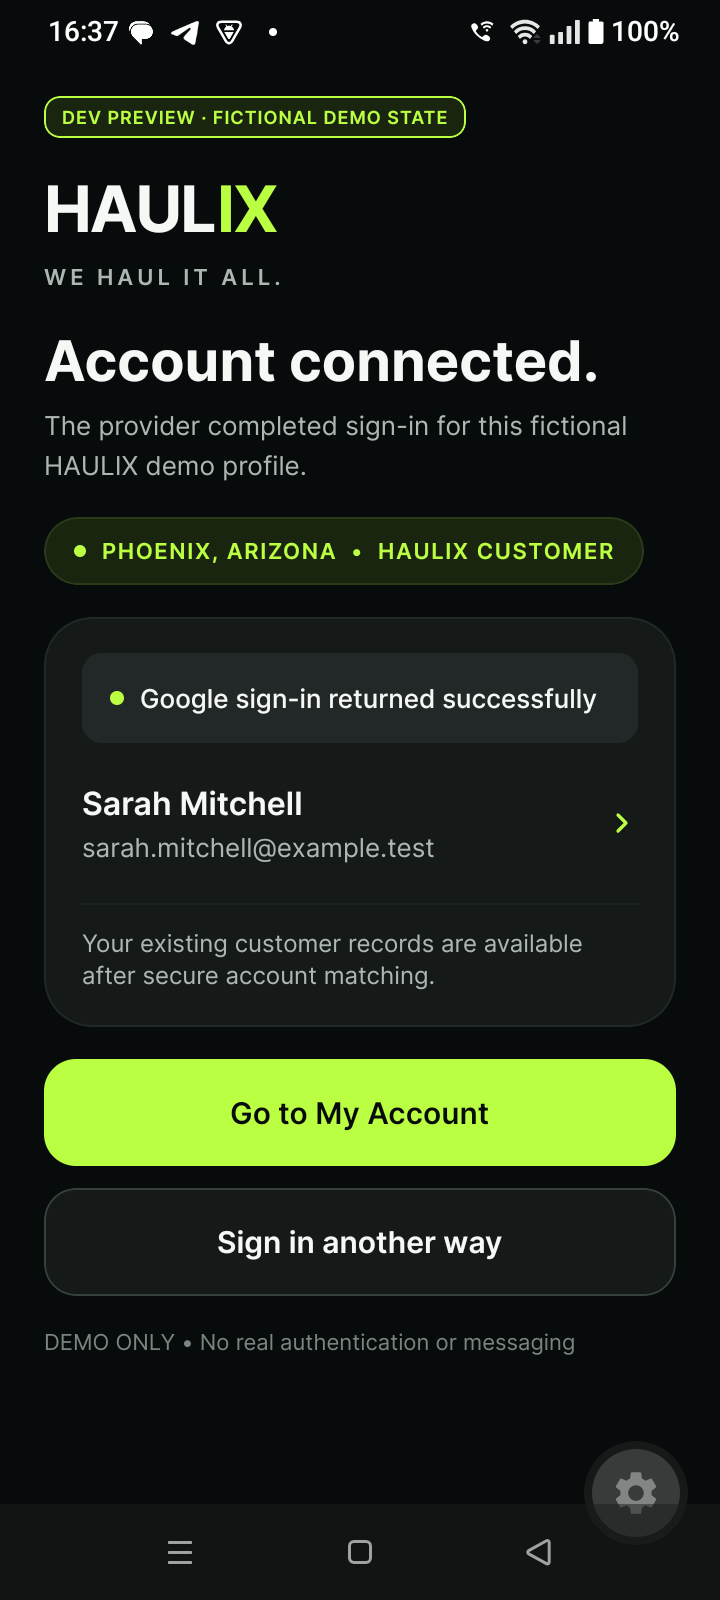 16:37
100%
DEV PREVIEW · FICTIONAL DEMO STATE
HAULIX
WE HAUL IT ALL.
Account connected.
The provider completed sign-in for this fictional
HAULIX demo profile.
PHOENIX, ARIZONA • HAULIX CUSTOMER
Google sign-in returned successfully
Sarah Mitchell
sarah.mitchell@example.test
Your existing customer records are available
after secure account matching.
Go to My Account
Sign in another way
DEMO ONLY • No real authentication or messaging